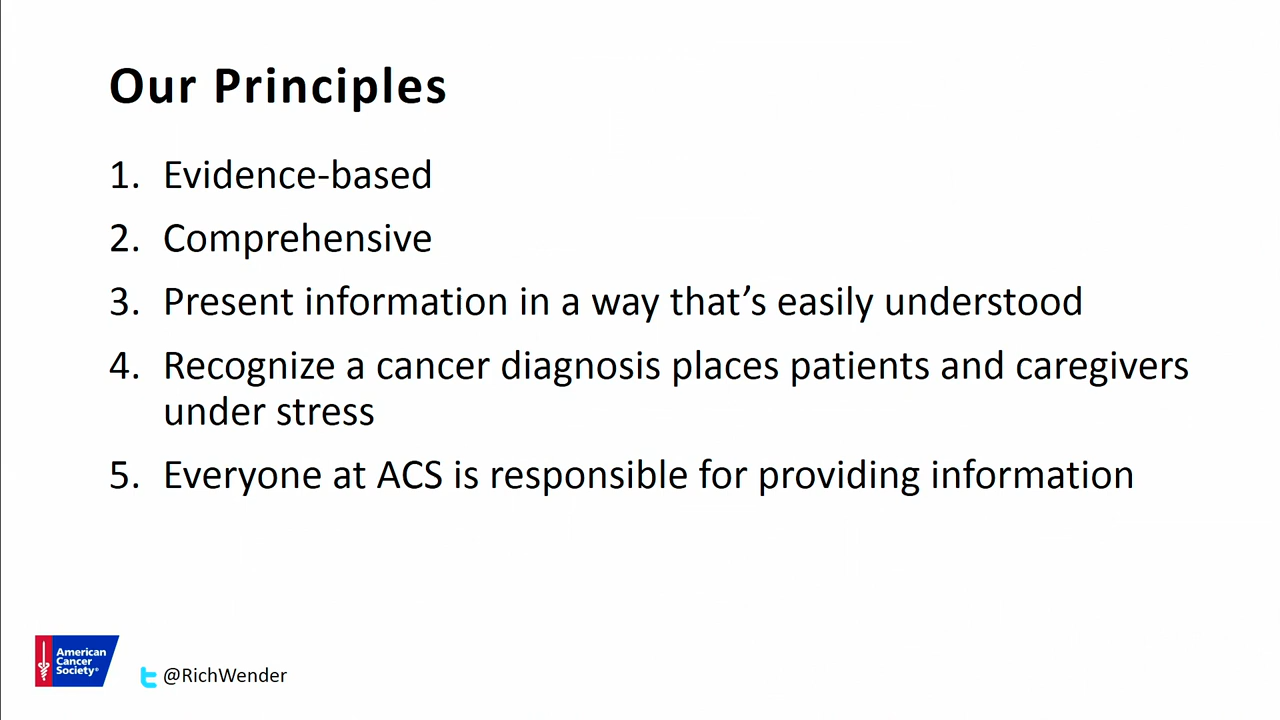 Our Principles
1. Evidence-based
2. Comprehensive
3. Present information in a way that’s easily understood
4. Recognize a cancer diagnosis places patients and caregivers
under stress
5. Everyone at ACS is responsible for providing information
American
Cancer
Society®
@RichWender